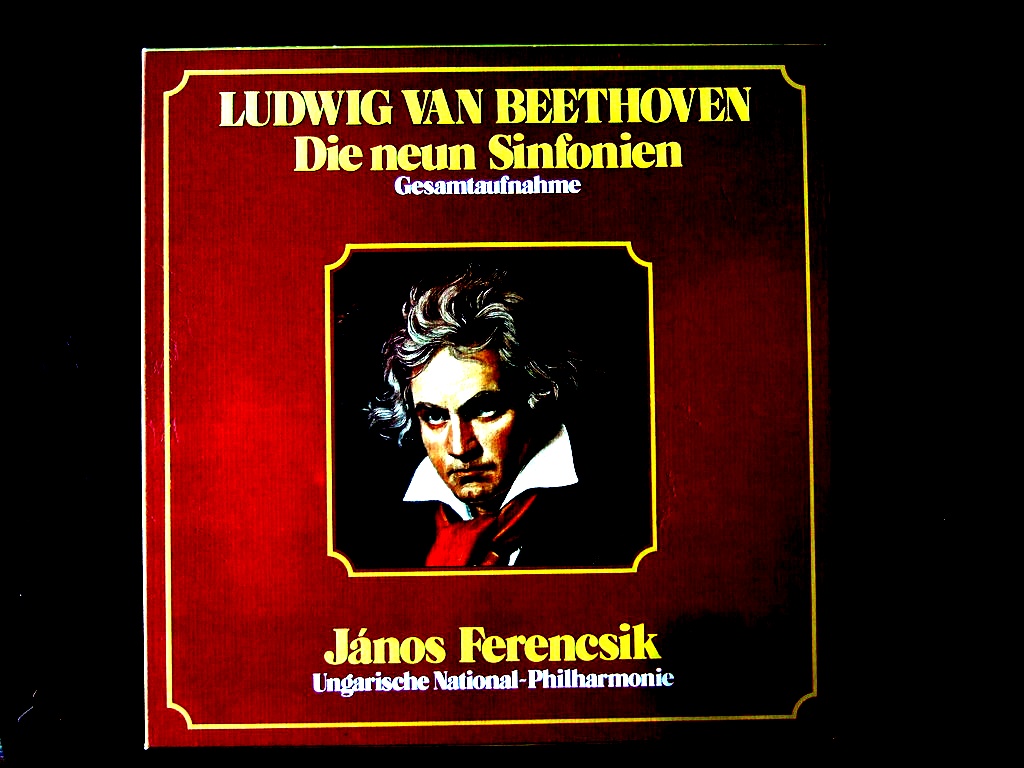 LUDWIG VAN BEETHOVEN
Die neun Sinfonien
Gesamtaufnahme
János Ferencsik
Ungarische National-Philharmonie